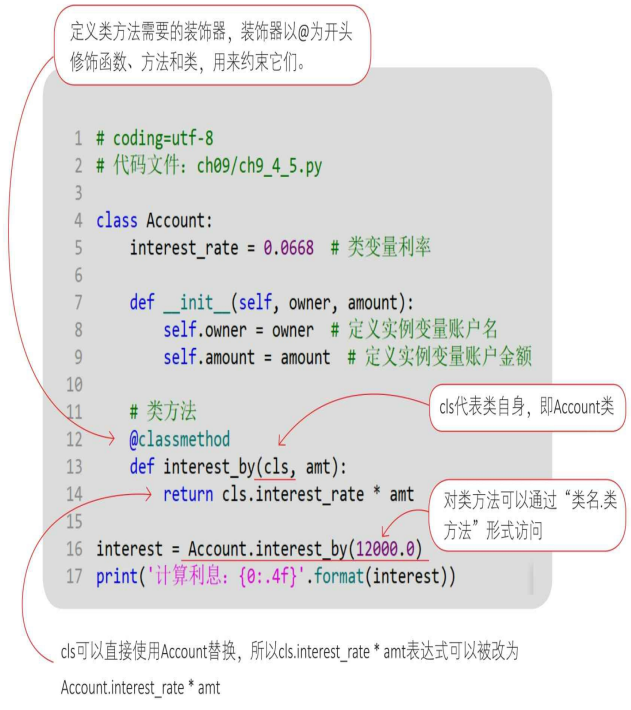 定义类方法需要的装饰器，装饰器以@为开头
修饰函数、方法和类，用来约束它们。
1 # coding=utf-8
2 # 代码文件：ch09/ch9_4_5.py
3
4 class Account:
5     interest_rate = 0.0668  # 类变量利率
6
7     def __init__(self, owner, amount):
8         self.owner = owner  # 定义实例变量账户名
9         self.amount = amount  # 定义实例变量账户金额
10
11     # 类方法
cls代表类自身，即Account类
12     @classmethod
13     def interest_by(cls, amt):
14         return cls.interest_rate * amt
对类方法可以通过“类名.类
方法”形式访问
15
16 interest = Account.interest_by(12000.0)
17 print('计算利息：{0:.4f}'.format(interest))
cls可以直接使用Account替换，所以cls.interest_rate * amt表达式可以被改为
Account.interest_rate * amt